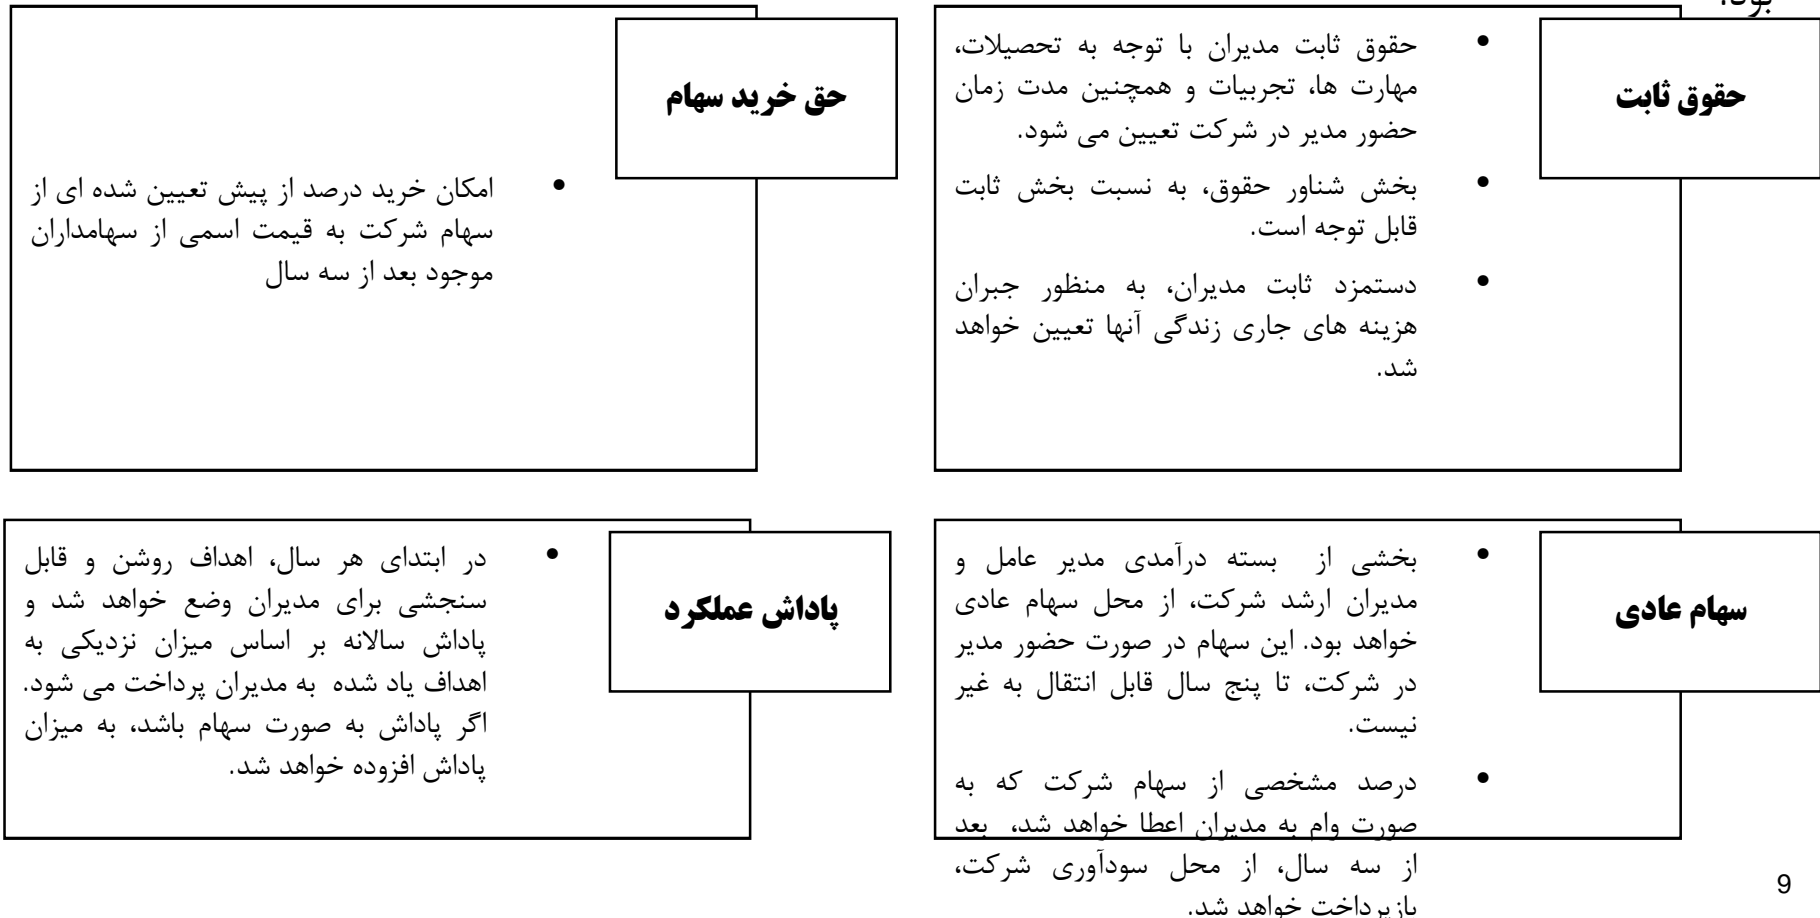 بود:
حقوق ثابت
• حقوق ثابت مدیران با توجه به تحصیلات،
مهارت ها، تجربیات و همچنین مدت زمان
حضور مدیر در شرکت تعیین می شود.
• بخش شناور حقوق، به نسبت بخش ثابت
قابل توجه است.
• دستمزد ثابت مدیران، به منظور جبران
هزینه های جاری زندگی آنها تعیین خواهد
شد.
حق خرید سهام
• امکان خرید درصد از پیش تعیین شده ای از
سهام شرکت به قیمت اسمی از سهامداران
موجود بعد از سه سال
سهام عادی
• بخشی از بسته درآمدی مدیر عامل و
مدیران ارشد شرکت، از محل سهام عادی
خواهد بود. این سهام در صورت حضور مدیر
در شرکت، تا پنج سال قابل انتقال به غیر
نیست.
• درصد مشخصی از سهام شرکت که به
صورت وام به مدیران اعطا خواهد شد، بعد
از سه سال، از محل سودآوری شرکت،
بازپرداخت خواهد شد.
پاداش عملکرد
• در ابتدای هر سال، اهداف روشن و قابل
سنجشی برای مدیران وضع خواهد شد و
پاداش سالانه بر اساس میزان نزدیکی به
اهداف یاد شده به مدیران پرداخت می شود.
اگر پاداش به صورت سهام باشد، به میزان
پاداش افزوده خواهد شد.
9